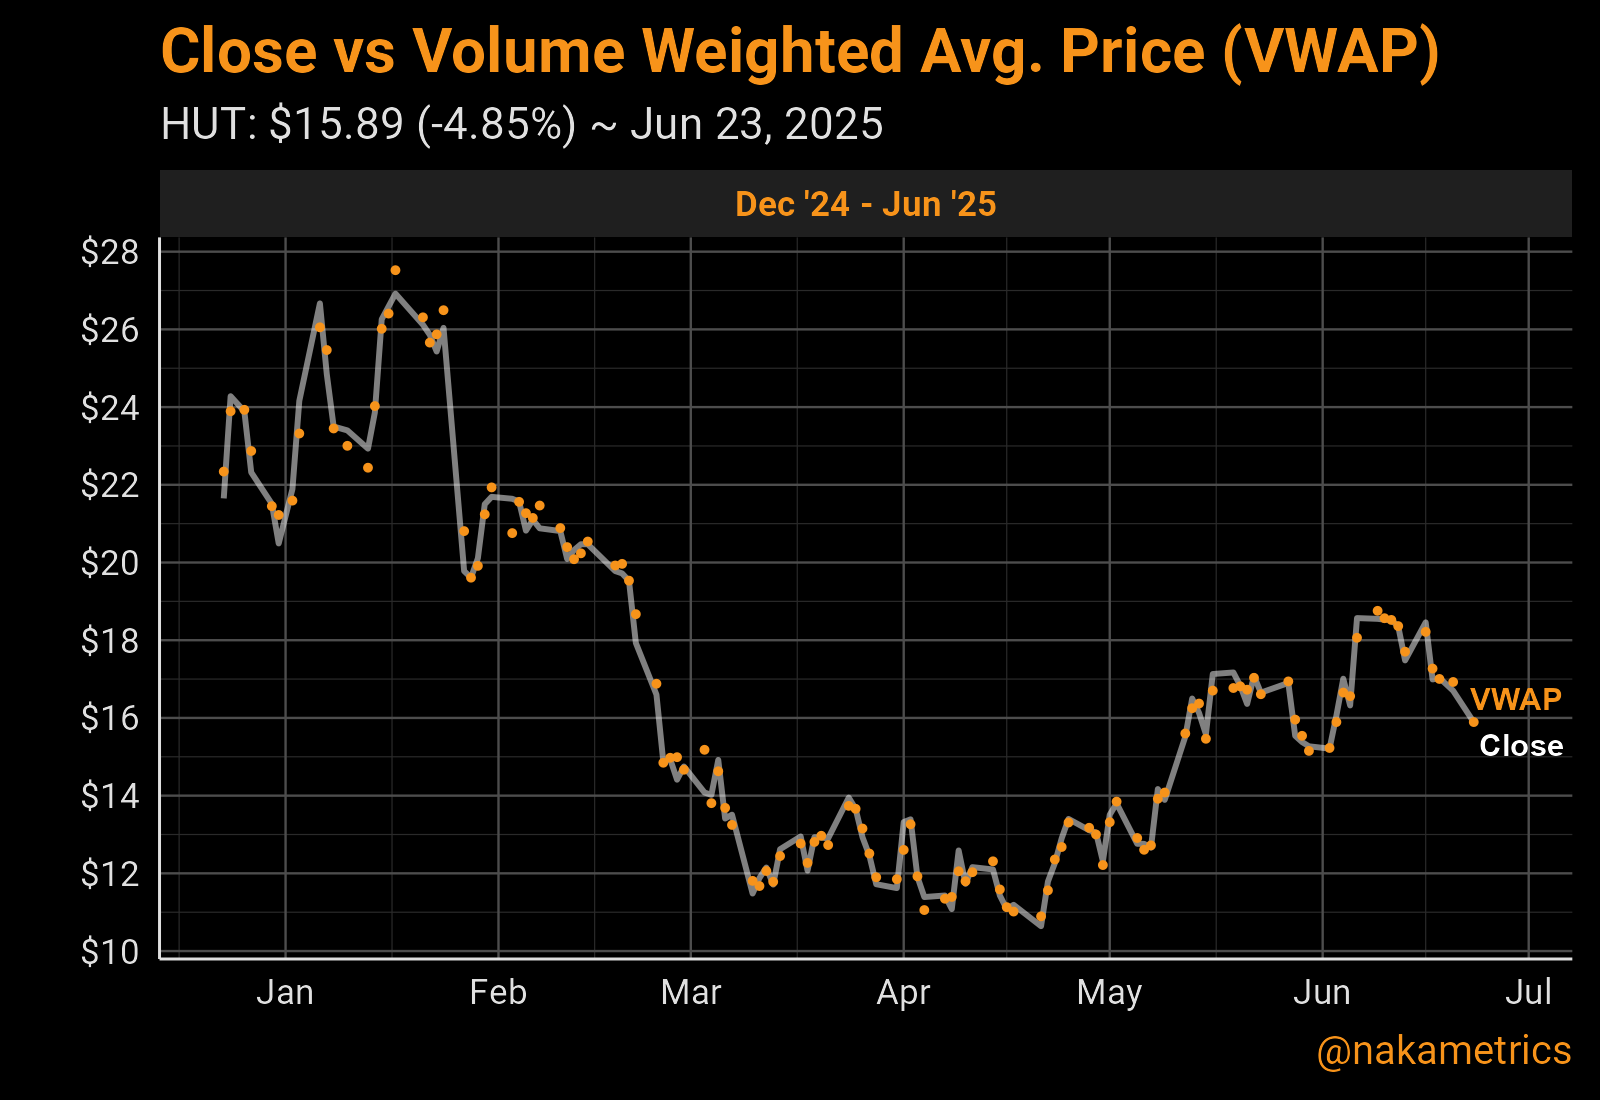 Close vs Volume Weighted Avg. Price (VWAP)
HUT: $15.89 (-4.85%) ~ Jun 23, 2025
Dec '24 - Jun '25
$28
$26
$24
$22
$20
$18
$16
$14
$12
$10
VWAP
Close
Jan Feb Mar Apr May Jun Jul
@nakametrics